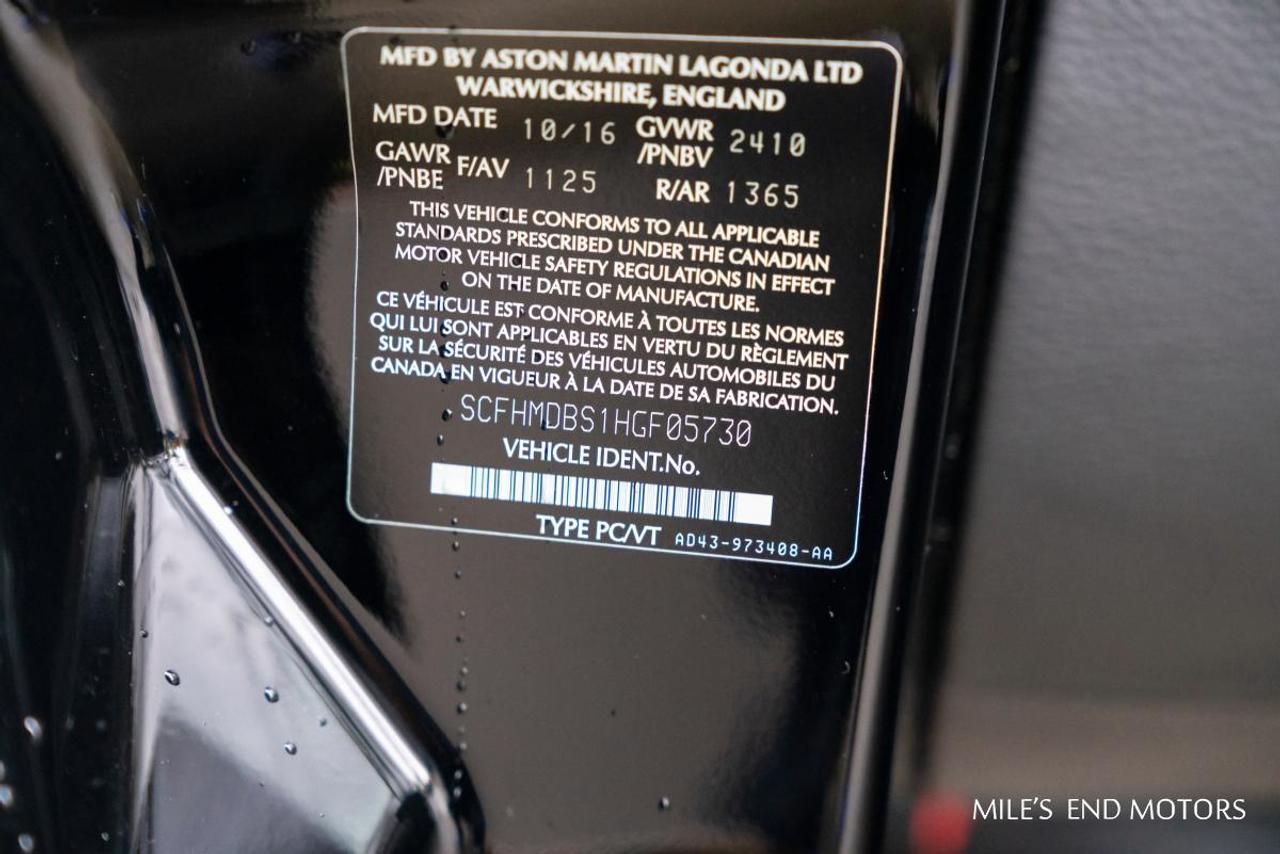 MFD BY ASTON MARTIN LAGONDA LTD
WARWICKSHIRE, ENGLAND
MFD DATE 10/16 GVWR /PNBV 2410
GAWR /PNBE F/AV 1125 R/AR 1365
THIS VEHICLE CONFORMS TO ALL APPLICABLE
STANDARDS PRESCRIBED UNDER THE CANADIAN
MOTOR VEHICLE SAFETY REGULATIONS IN EFFECT
ON THE DATE OF MANUFACTURE.
CE VÉHICULE EST CONFORME À TOUTES LES NORMES
QUI LUI SONT APPLICABLES EN VERTU DU RÈGLEMENT
SUR LA SÉCURITÉ DES VÉHICULES AUTOMOBILES DU
CANADA EN VIGUEUR À LA DATE DE SA FABRICATION.
SCFHMDBS1HGF05730
VEHICLE IDENT.No.
TYPE PC/VT AD43-973408-AA
MILE'S END MOTORS